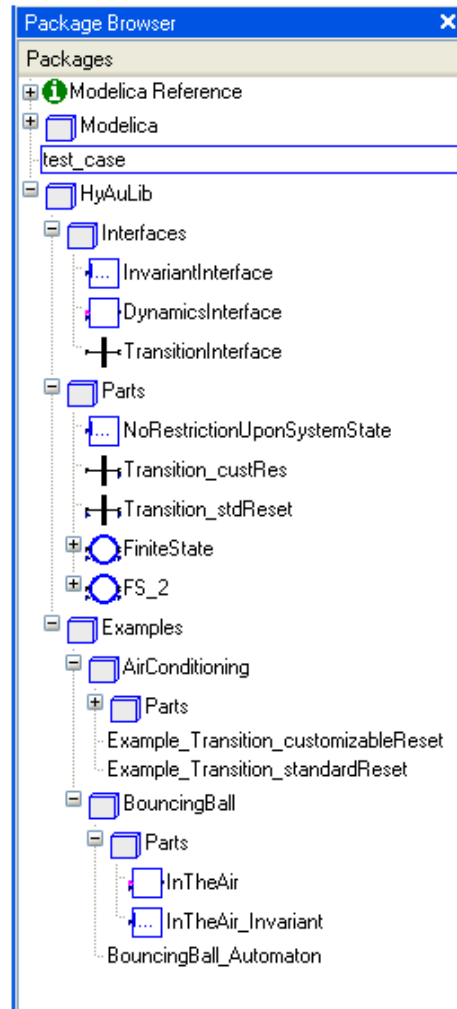 Package Browser
Packages
Modelica Reference
Modelica
test_case
HyAuLib
Interfaces
InvariantInterface
DynamicsInterface
TransitionInterface
Parts
NoRestrictionUponSystemState
Transition_custRes
Transition_stdReset
FiniteState
FS_2
Examples
AirConditioning
Parts
Example_Transition_customizableReset
Example_Transition_standardReset
BouncingBall
Parts
InTheAir
InTheAir_Invariant
BouncingBall_Automaton